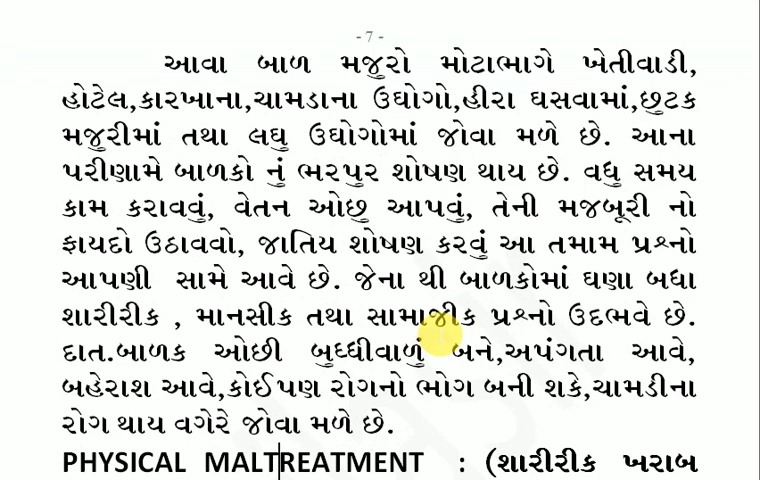 - 7 -
આવા બાળ મજુરો મોટાભાગે ખેતીવાડી,
હોટેલ,કારખાના,ચામડાના ઉઘોગો,હીરા ઘસવામાં,છુટક
મજુરીમાં તથા લઘુ ઉઘોગોમાં જોવા મળે છે. આના
પરીણામે બાળકો નું ભરપુર શોષણ થાય છે. વધુ સમય
કામ કરાવવું, વેતન ઓછુ આપવું, તેની મજબૂરી નો
ફાયદો ઉઠાવવો, જાતિય શોષણ કરવું આ તમામ પ્રશ્નો
આપણી સામે આવે છે. જેના થી બાળકોમાં ઘણા બધા
શારીરીક , માનસીક તથા સામાજીક પ્રશ્નો ઉદભવે છે.
દાત.બાળક ઓછી બુધ્ધીવાળું બને,અપંગતા આવે,
બહેરાશ આવે,કોઈપણ રોગનો ભોગ બની શકે,ચામડીના
રોગ થાય વગેરે જોવા મળે છે.
PHYSICAL MALTREATMENT : (શારીરીક ખરાબ